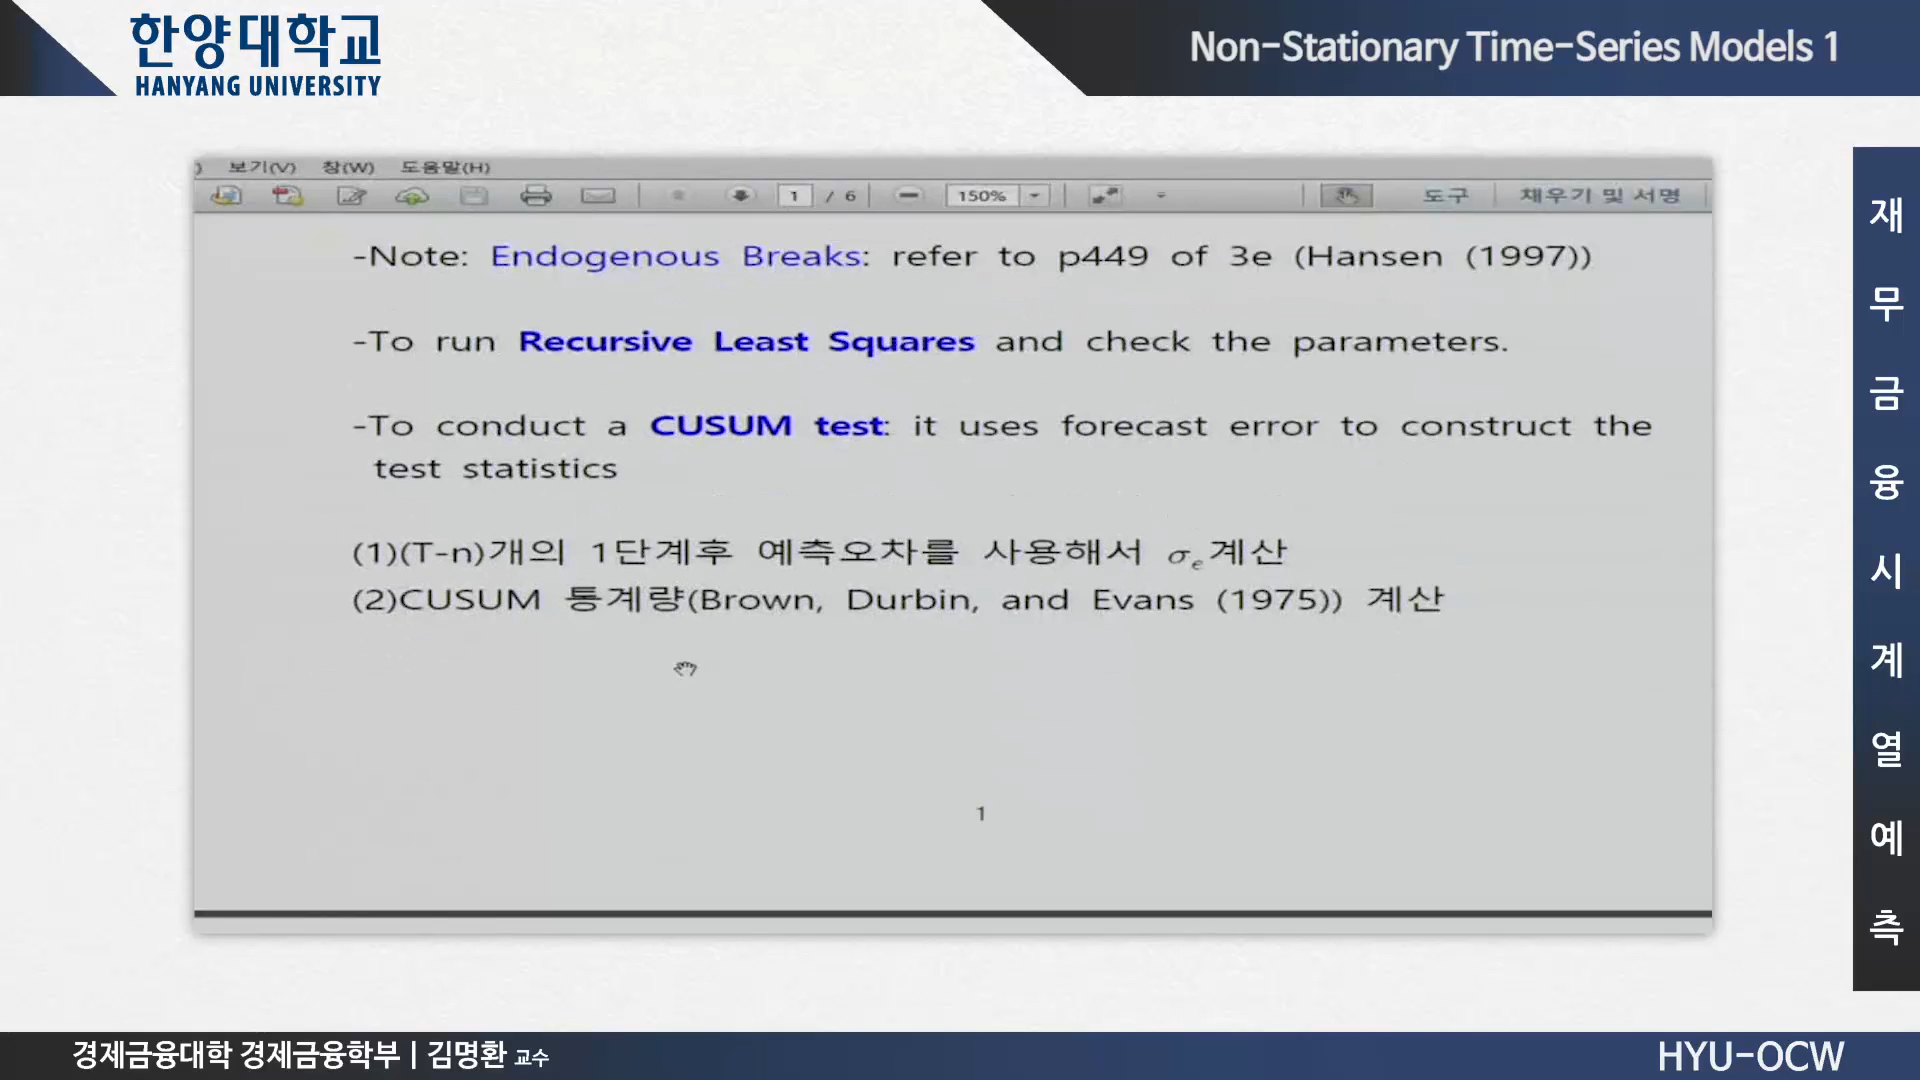 한양대학교
HANYANG UNIVERSITY
Non-Stationary Time-Series Models 1
보기(V) 창(W) 도움말(H)
1 / 6 150% 도구 채우기 및 서명
-Note: Endogenous Breaks: refer to p449 of 3e (Hansen (1997))
-To run Recursive Least Squares and check the parameters.
-To conduct a CUSUM test: it uses forecast error to construct the
test statistics
(1)(T-n)개의 1단계후 예측오차를 사용해서 σₑ계산
(2)CUSUM 통계량(Brown, Durbin, and Evans (1975)) 계산
1
재무금융시계열예측
경제금융대학 경제금융학부 | 김명환 교수
HYU-OCW